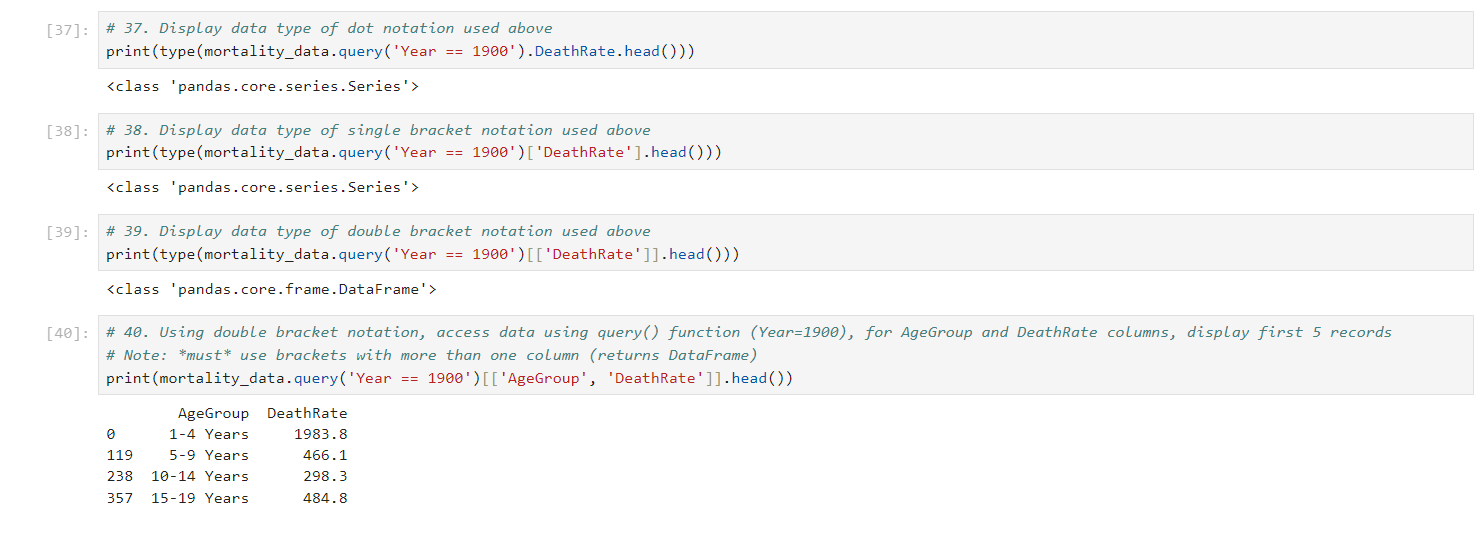 [37]: # 37. Display data type of dot notation used above
print(type(mortality_data.query('Year == 1900').DeathRate.head()))
<class 'pandas.core.series.Series'>
[38]: # 38. Display data type of single bracket notation used above
print(type(mortality_data.query('Year == 1900')['DeathRate'].head()))
<class 'pandas.core.series.Series'>
[39]: # 39. Display data type of double bracket notation used above
print(type(mortality_data.query('Year == 1900')[['DeathRate']].head()))
<class 'pandas.core.frame.DataFrame'>
[40]: # 40. Using double bracket notation, access data using query() function (Year=1900), for AgeGroup and DeathRate columns, display first 5 records
# Note: *must* use brackets with more than one column (returns DataFrame)
print(mortality_data.query('Year == 1900')[['AgeGroup', 'DeathRate']].head())
AgeGroup DeathRate
0 1-4 Years 1983.8
119 5-9 Years 466.1
238 10-14 Years 298.3
357 15-19 Years 484.8